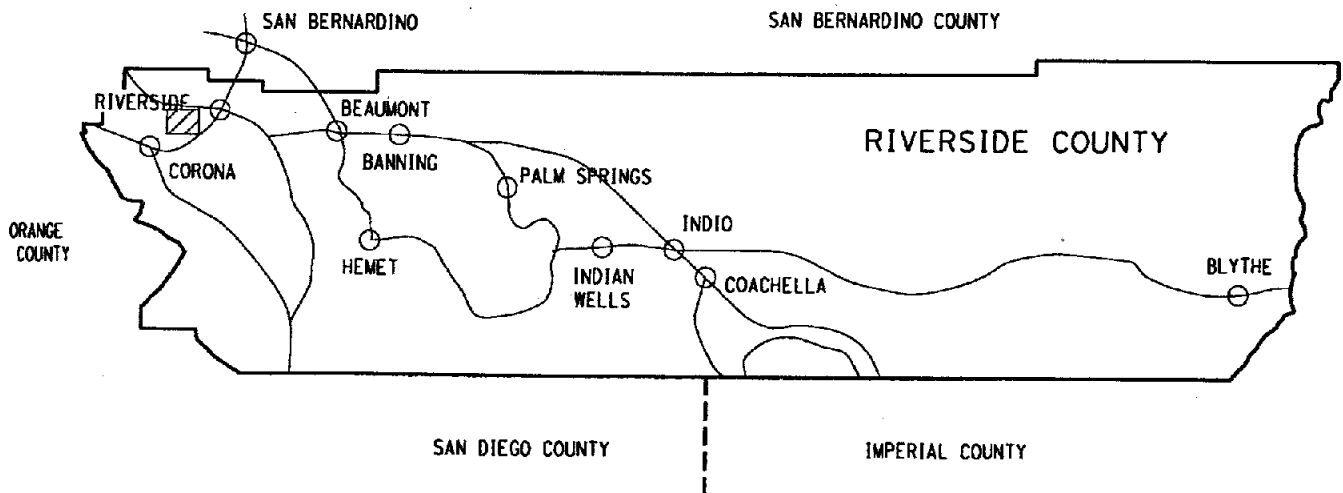 SAN BERNARDINO
SAN BERNARDINO COUNTY
RIVERSIDE
BEAUMONT
RIVERSIDE COUNTY
BANNING
CORONA
PALM SPRINGS
ORANGE
COUNTY
INDIO
HEMET
INDIAN
WELLS
COACHELLA
BLYTHE
SAN DIEGO COUNTY
IMPERIAL COUNTY